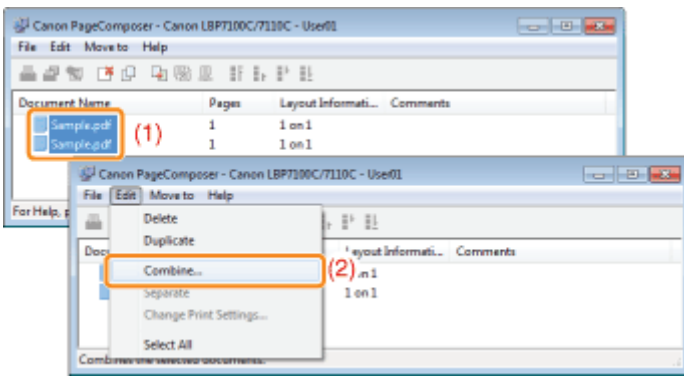 Canon PageComposer - Canon LBP7100C/7110C - User01
File Edit Move to Help
Document Name Pages Layout Informati... Comments
Sample.pdf 1 1 on 1
Sample.pdf 1 1 on 1
(1)
For Help, p
Canon PageComposer - Canon LBP7100C/7110C - User01
File Edit Move to Help
Delete
Duplicate
Docu ayout Informati... Comments
Combine...
(2)
on 1
Separate
1 on 1
Change Print Settings...
Select All
Combines the selected documents.